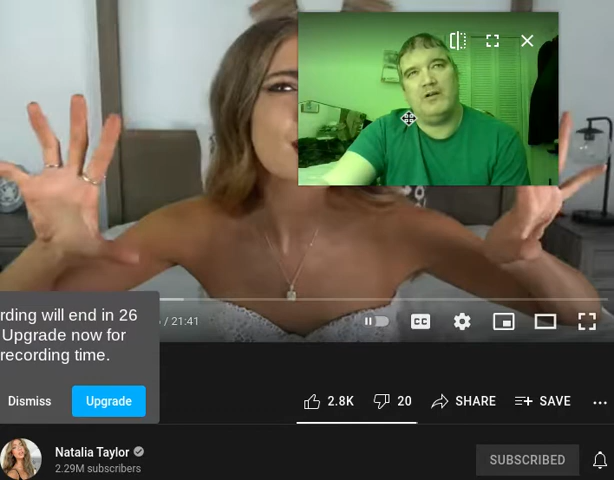 rding will end in 26
Upgrade now for
recording time.
/ 21:41
CC
Dismiss
Upgrade
2.8K
20
SHARE
SAVE
Natalia Taylor
2.29M subscribers
SUBSCRIBED